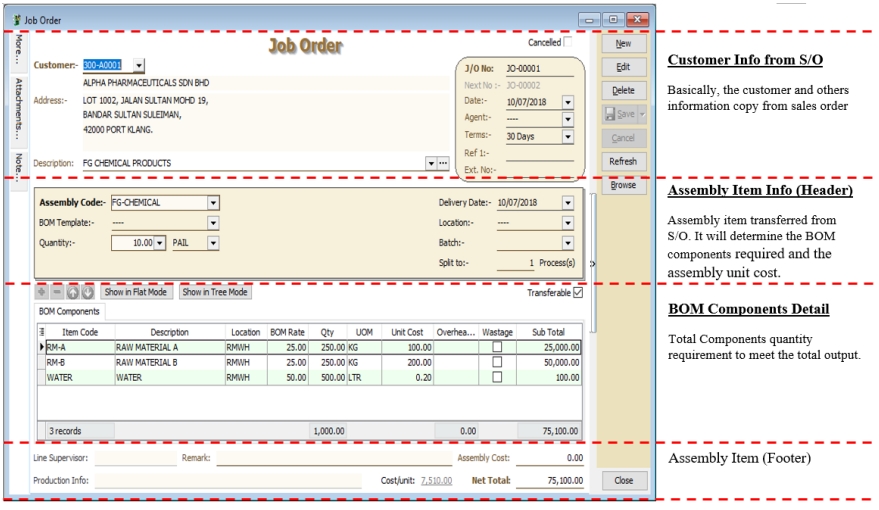 Job Order
More...
Attachments...
Note...
Job Order
Cancelled
Customer:- 300-A0001
ALPHA PHARMACEUTICALS SDN BHD
Address:- LOT 1002, JALAN SULTAN MOHD 19,
BANDAR SULTAN SULEIMAN,
42000 PORT KLANG.
Description: FG CHEMICAL PRODUCTS
J/O No: JO-00001
Next No :- JO-00002
Date:- 10/07/2018
Agent:- ----
Terms:- 30 Days
Ref 1:-
Ext. No:-
New
Edit
Delete
Save
Cancel
Refresh
Browse
Customer Info from S/O
Basically, the customer and others
information copy from sales order
Assembly Code:- FG-CHEMICAL
BOM Template:- ----
Quantity:- 10.00 PAIL
Delivery Date:- 10/07/2018
Location:- ----
Batch:-
Split to:- 1 Process(s)
Assembly Item Info (Header)
Assembly item transferred from
S/O. It will determine the BOM
components required and the
assembly unit cost.
Show in Flat Mode Show in Tree Mode Transferable
BOM Components
Item Code Description Location BOM Rate Qty UOM Unit Cost Overhea... Wastage Sub Total
RM-A RAW MATERIAL A RMWH 25.00 250.00 KG 100.00 25,000.00
RM-B RAW MATERIAL B RMWH 25.00 250.00 KG 200.00 50,000.00
WATER WATER RMWH 50.00 500.00 LTR 0.20 100.00
3 records 1,000.00 0.00 75,100.00
BOM Components Detail
Total Components quantity
requirement to meet the total output.
Line Supervisor: Remark: Assembly Cost: 0.00
Production Info: Cost/unit: 7,510.00 Net Total: 75,100.00
Close
Assembly Item (Footer)